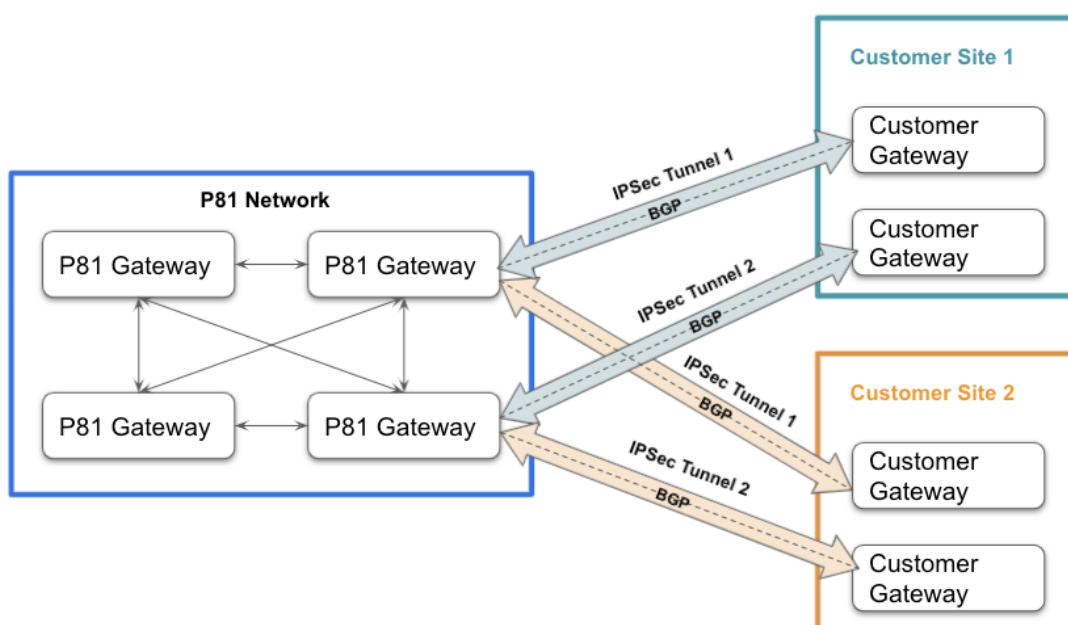 Customer Site 1
Customer
Gateway
IPSec Tunnel 1
BGP
P81 Network
Customer
Gateway
P81 Gateway
P81 Gateway
IPSec Tunnel 2
BGP
IPSec Tunnel 1
BGP
Customer Site 2
P81 Gateway
P81 Gateway
IPSec Tunnel 2
BGP
Customer
Gateway
Customer
Gateway